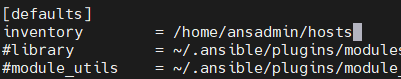 [defaults]
inventory = /home/ansadmin/hosts
#library = ~/.ansible/plugins/modules
#module_utils = ~/.ansible/plugins/module